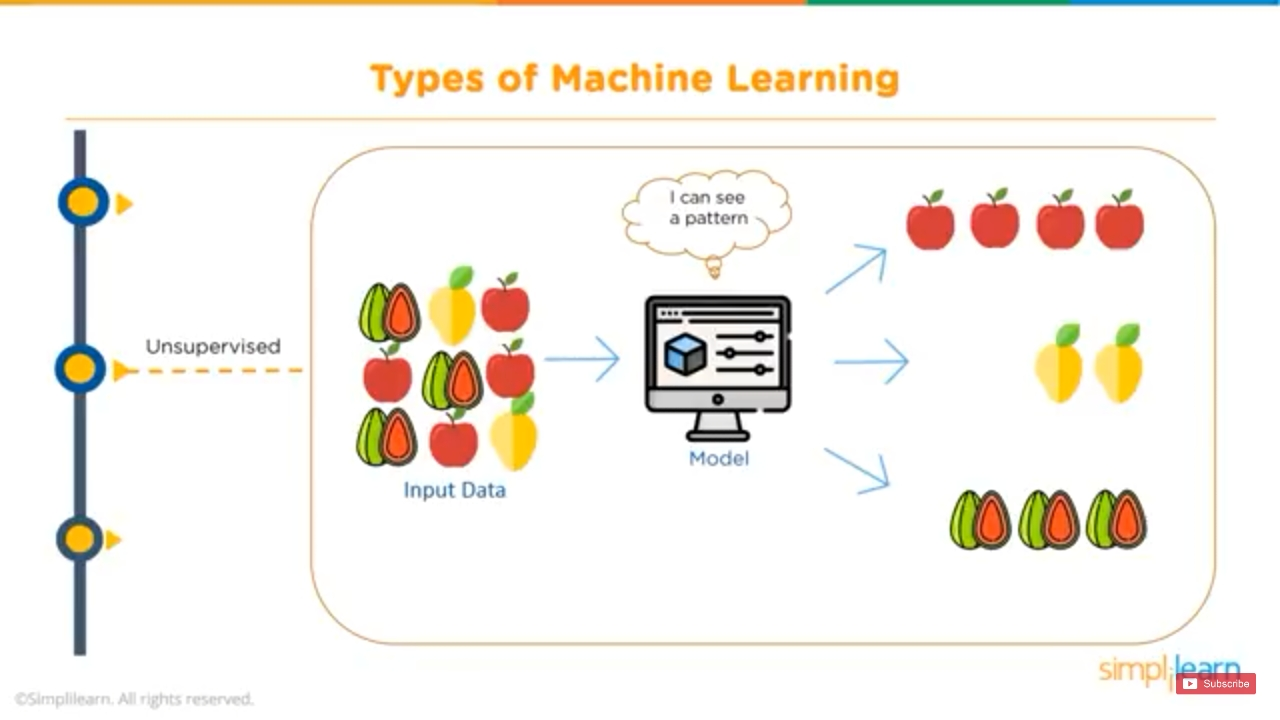 Types of Machine Learning
I can see
a pattern
Unsupervised
Input Data
Model
simplilearn
Subscribe
©Simplilearn. All rights reserved.